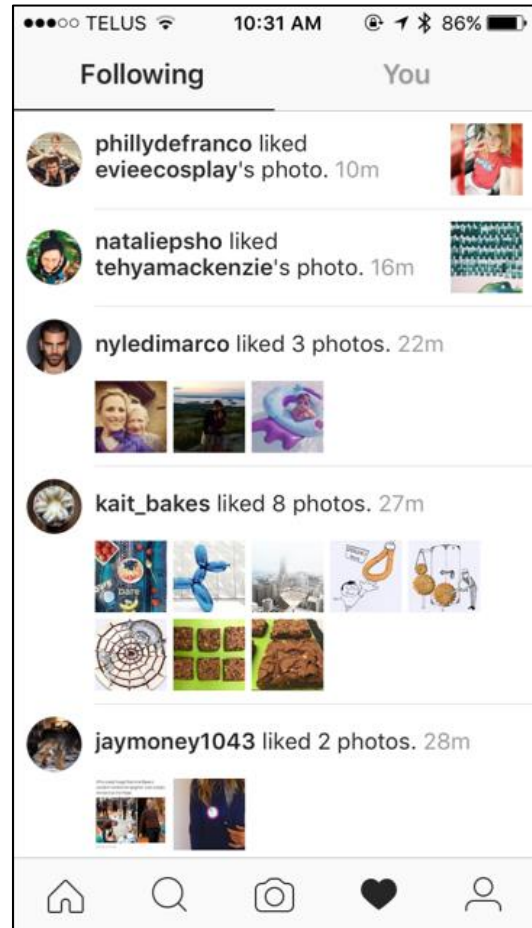 TELUS 10:31 AM 86%
Following You
phillydefranco liked
evieecosplay's photo. 10m
nataliepsho liked
tehyamackenzie's photo. 16m
nyledimarco liked 3 photos. 22m
kait_bakes liked 8 photos. 27m
bare
jaymoney1043 liked 2 photos. 28m